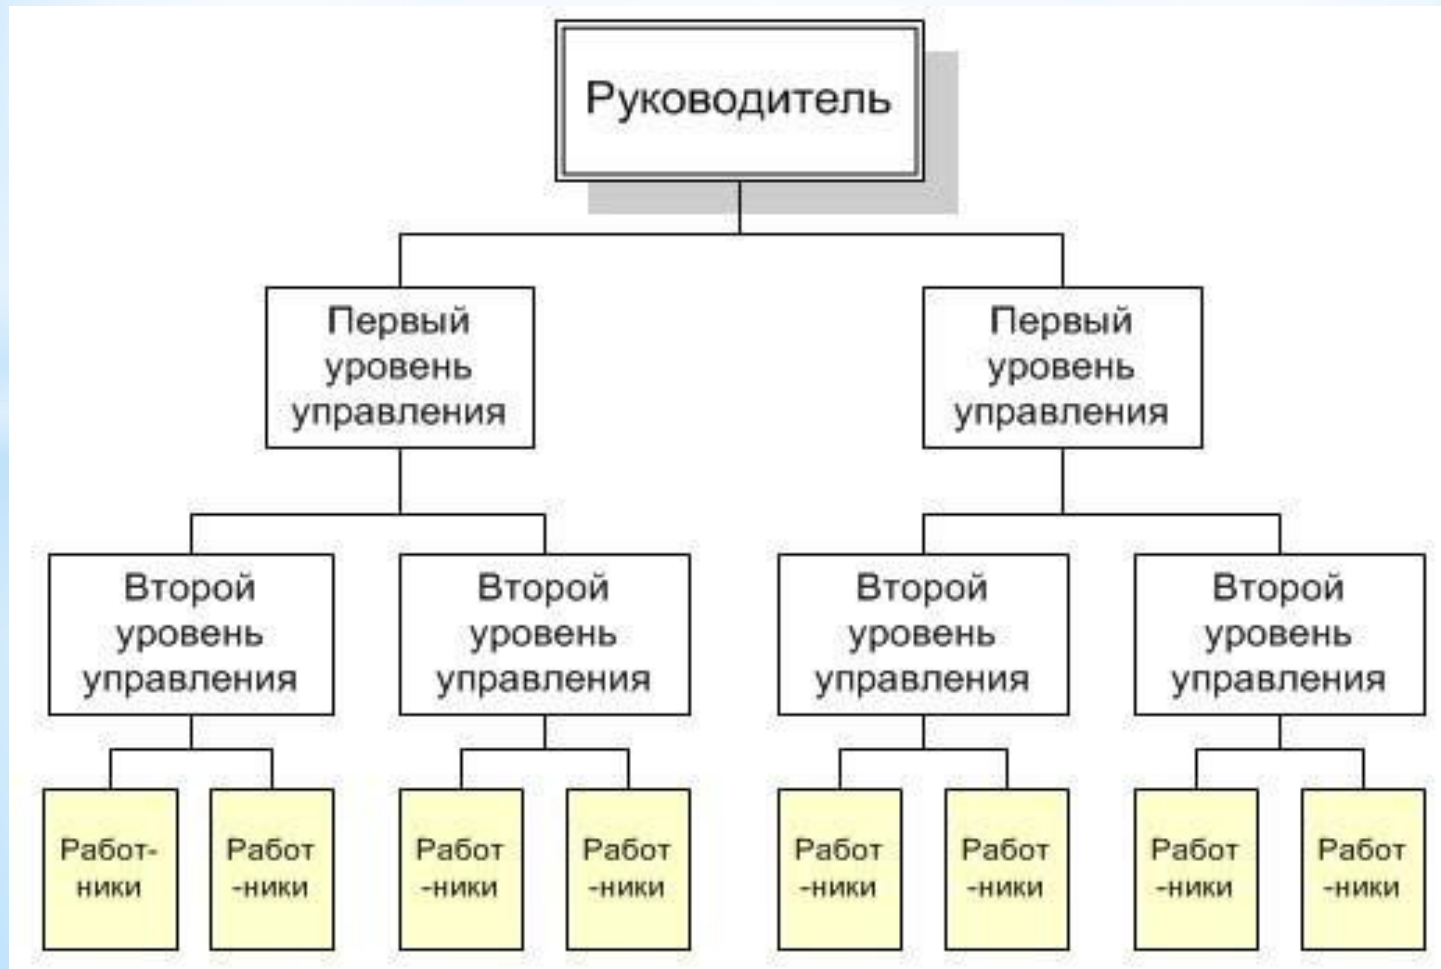 Руководитель
Первый
уровень
управления
Первый
уровень
управления
Второй
уровень
управления
Второй
уровень
управления
Второй
уровень
управления
Второй
уровень
управления
Работ-
ники
Работ
-ники
Работ
-ники
Работ
-ники
Работ
-ники
Работ
-ники
Работ
-ники
Работ
-ники